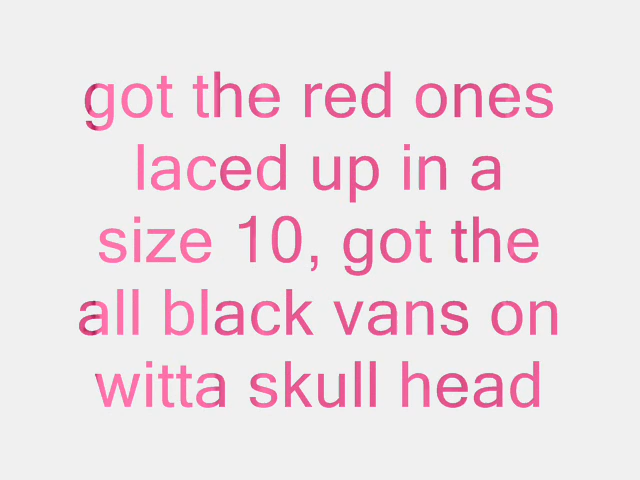 got the red ones
laced up in a
size 10, got the
all black vans on
witta skull head